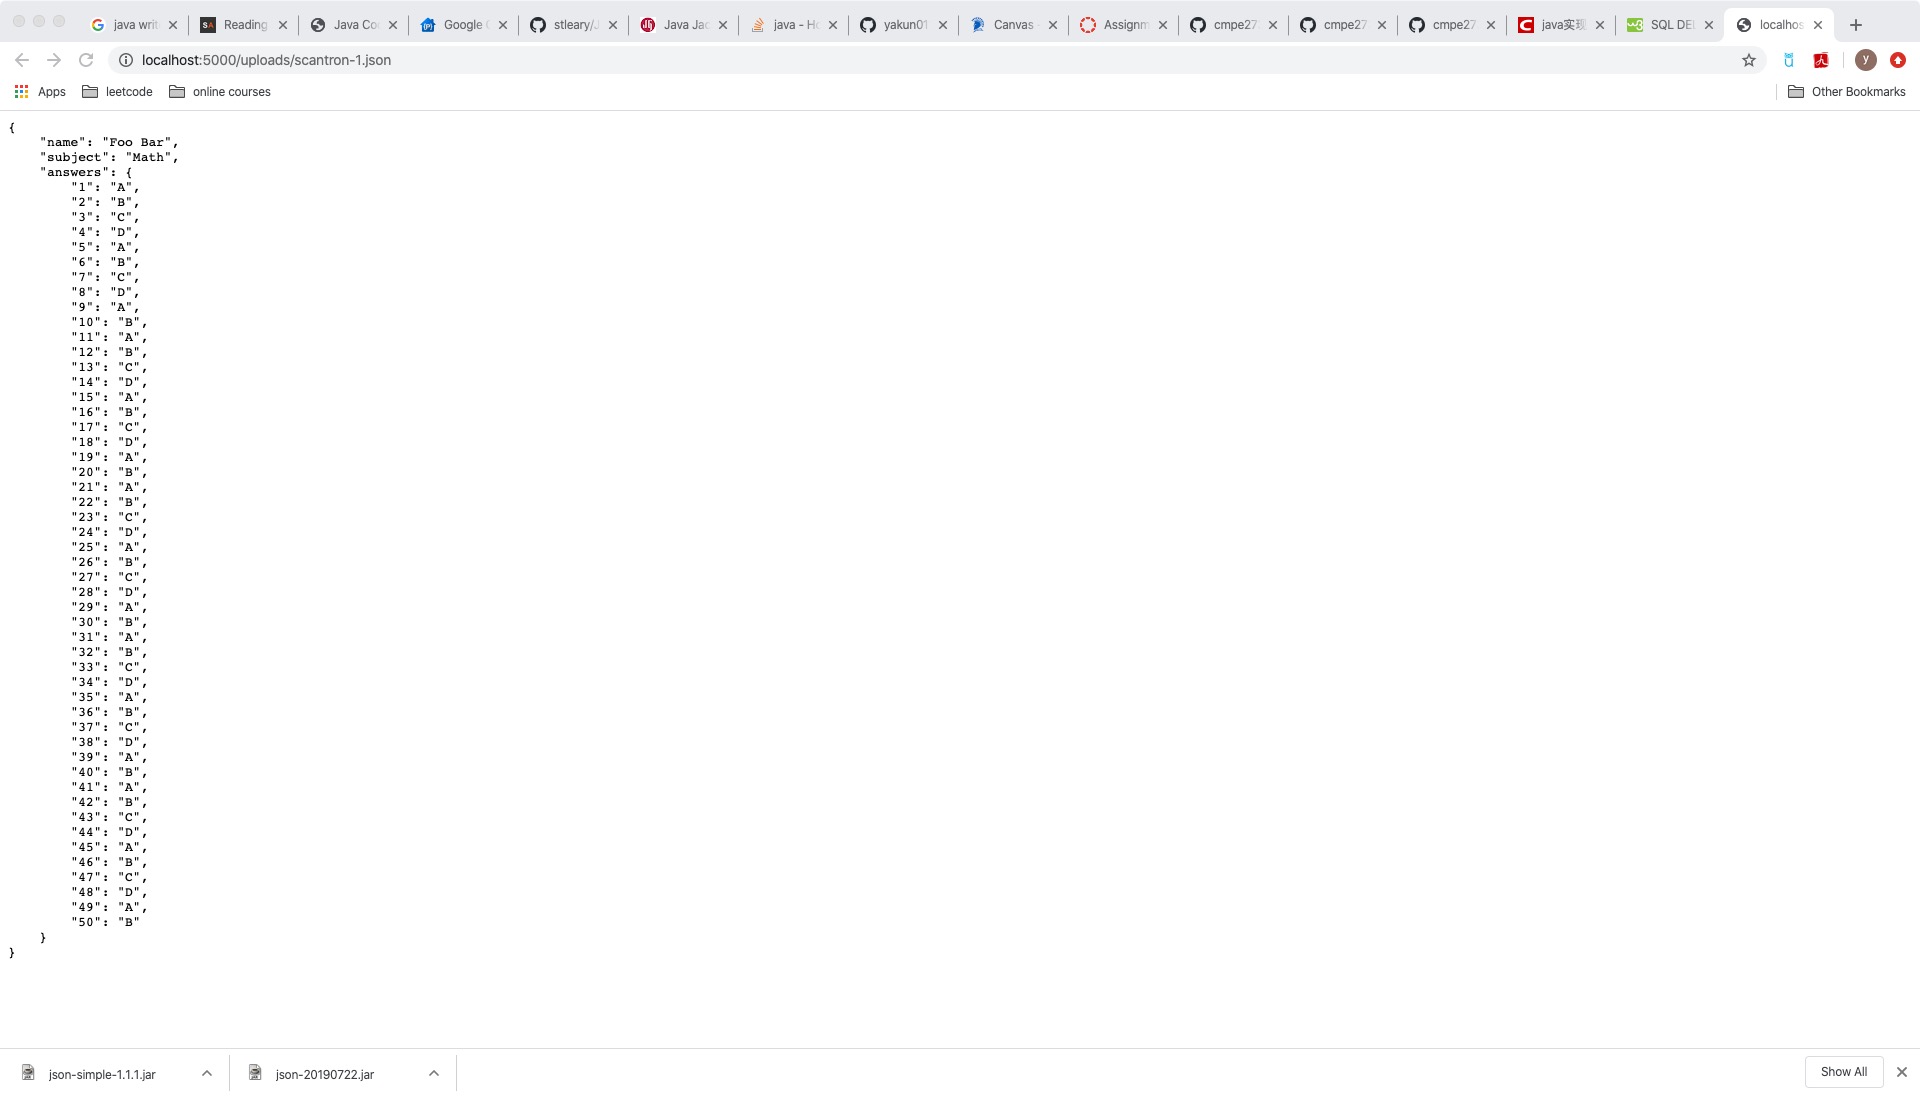 java writ
Reading
Java Co
Google
stleary/J
Java Jac
java - Ho
yakun01
Canvas
Assignm
cmpe27
cmpe27
cmpe27
java实现
SQL DEL
localhos
localhost:5000/uploads/scantron-1.json
y
Apps
leetcode
online courses
Other Bookmarks
{
"name": "Foo Bar",
"subject": "Math",
"answers": {
"1": "A",
"2": "B",
"3": "C",
"4": "D",
"5": "A",
"6": "B",
"7": "C",
"8": "D",
"9": "A",
"10": "B",
"11": "A",
"12": "B",
"13": "C",
"14": "D",
"15": "A",
"16": "B",
"17": "C",
"18": "D",
"19": "A",
"20": "B",
"21": "A",
"22": "B",
"23": "C",
"24": "D",
"25": "A",
"26": "B",
"27": "C",
"28": "D",
"29": "A",
"30": "B",
"31": "A",
"32": "B",
"33": "C",
"34": "D",
"35": "A",
"36": "B",
"37": "C",
"38": "D",
"39": "A",
"40": "B",
"41": "A",
"42": "B",
"43": "C",
"44": "D",
"45": "A",
"46": "B",
"47": "C",
"48": "D",
"49": "A",
"50": "B"
}
}
json-simple-1.1.1.jar
json-20190722.jar
Show All